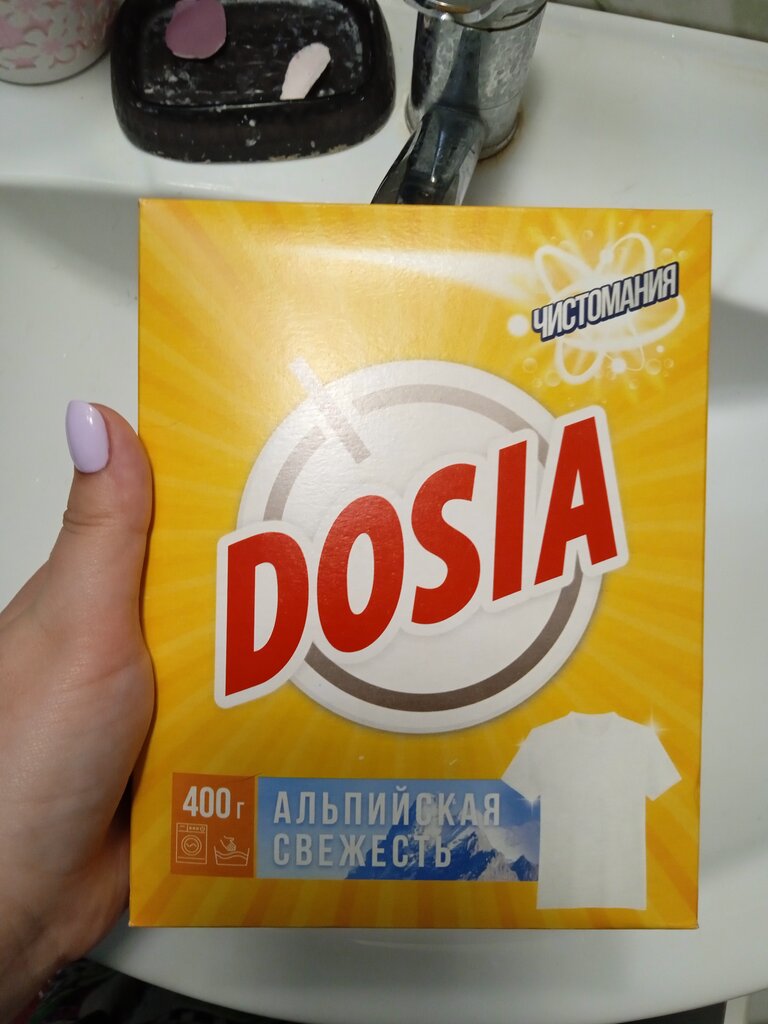 ЧИСТОМАНИЯ
DOSIA
400 г
АЛЬПИЙСКАЯ
СВЕЖЕСТЬ